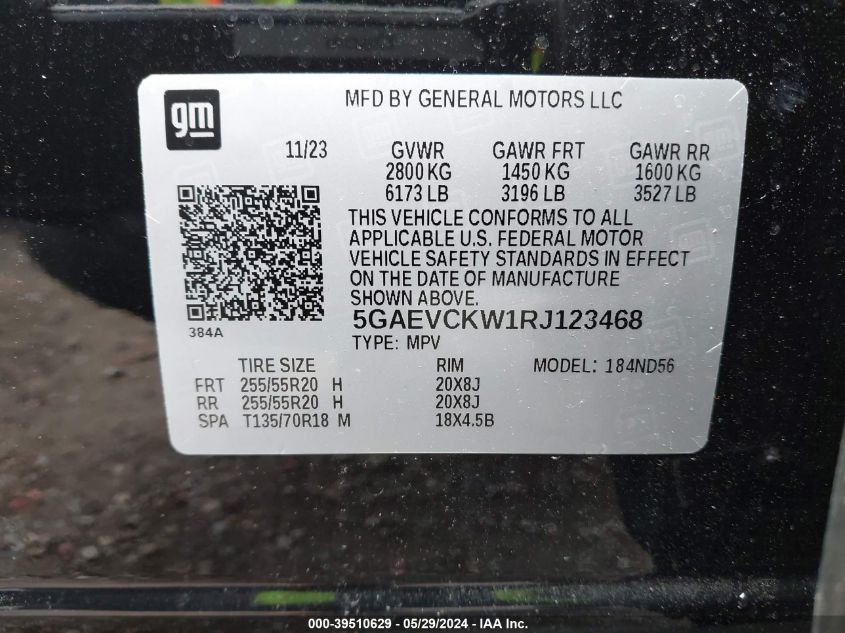 gm
MFD BY GENERAL MOTORS LLC
11/23 GVWR GAWR FRT GAWR RR
2800 KG 1450 KG 1600 KG
6173 LB 3196 LB 3527 LB
THIS VEHICLE CONFORMS TO ALL
APPLICABLE U.S. FEDERAL MOTOR
VEHICLE SAFETY STANDARDS IN EFFECT
ON THE DATE OF MANUFACTURE
SHOWN ABOVE.
384A
5GAEVCKW1RJ123468
TYPE: MPV
TIRE SIZE RIM MODEL: 184ND56
FRT 255/55R20 H 20X8J
RR 255/55R20 H 20X8J
SPA T135/70R18 M 18X4.5B
000-39510629 - 05/29/2024 - IAA Inc.